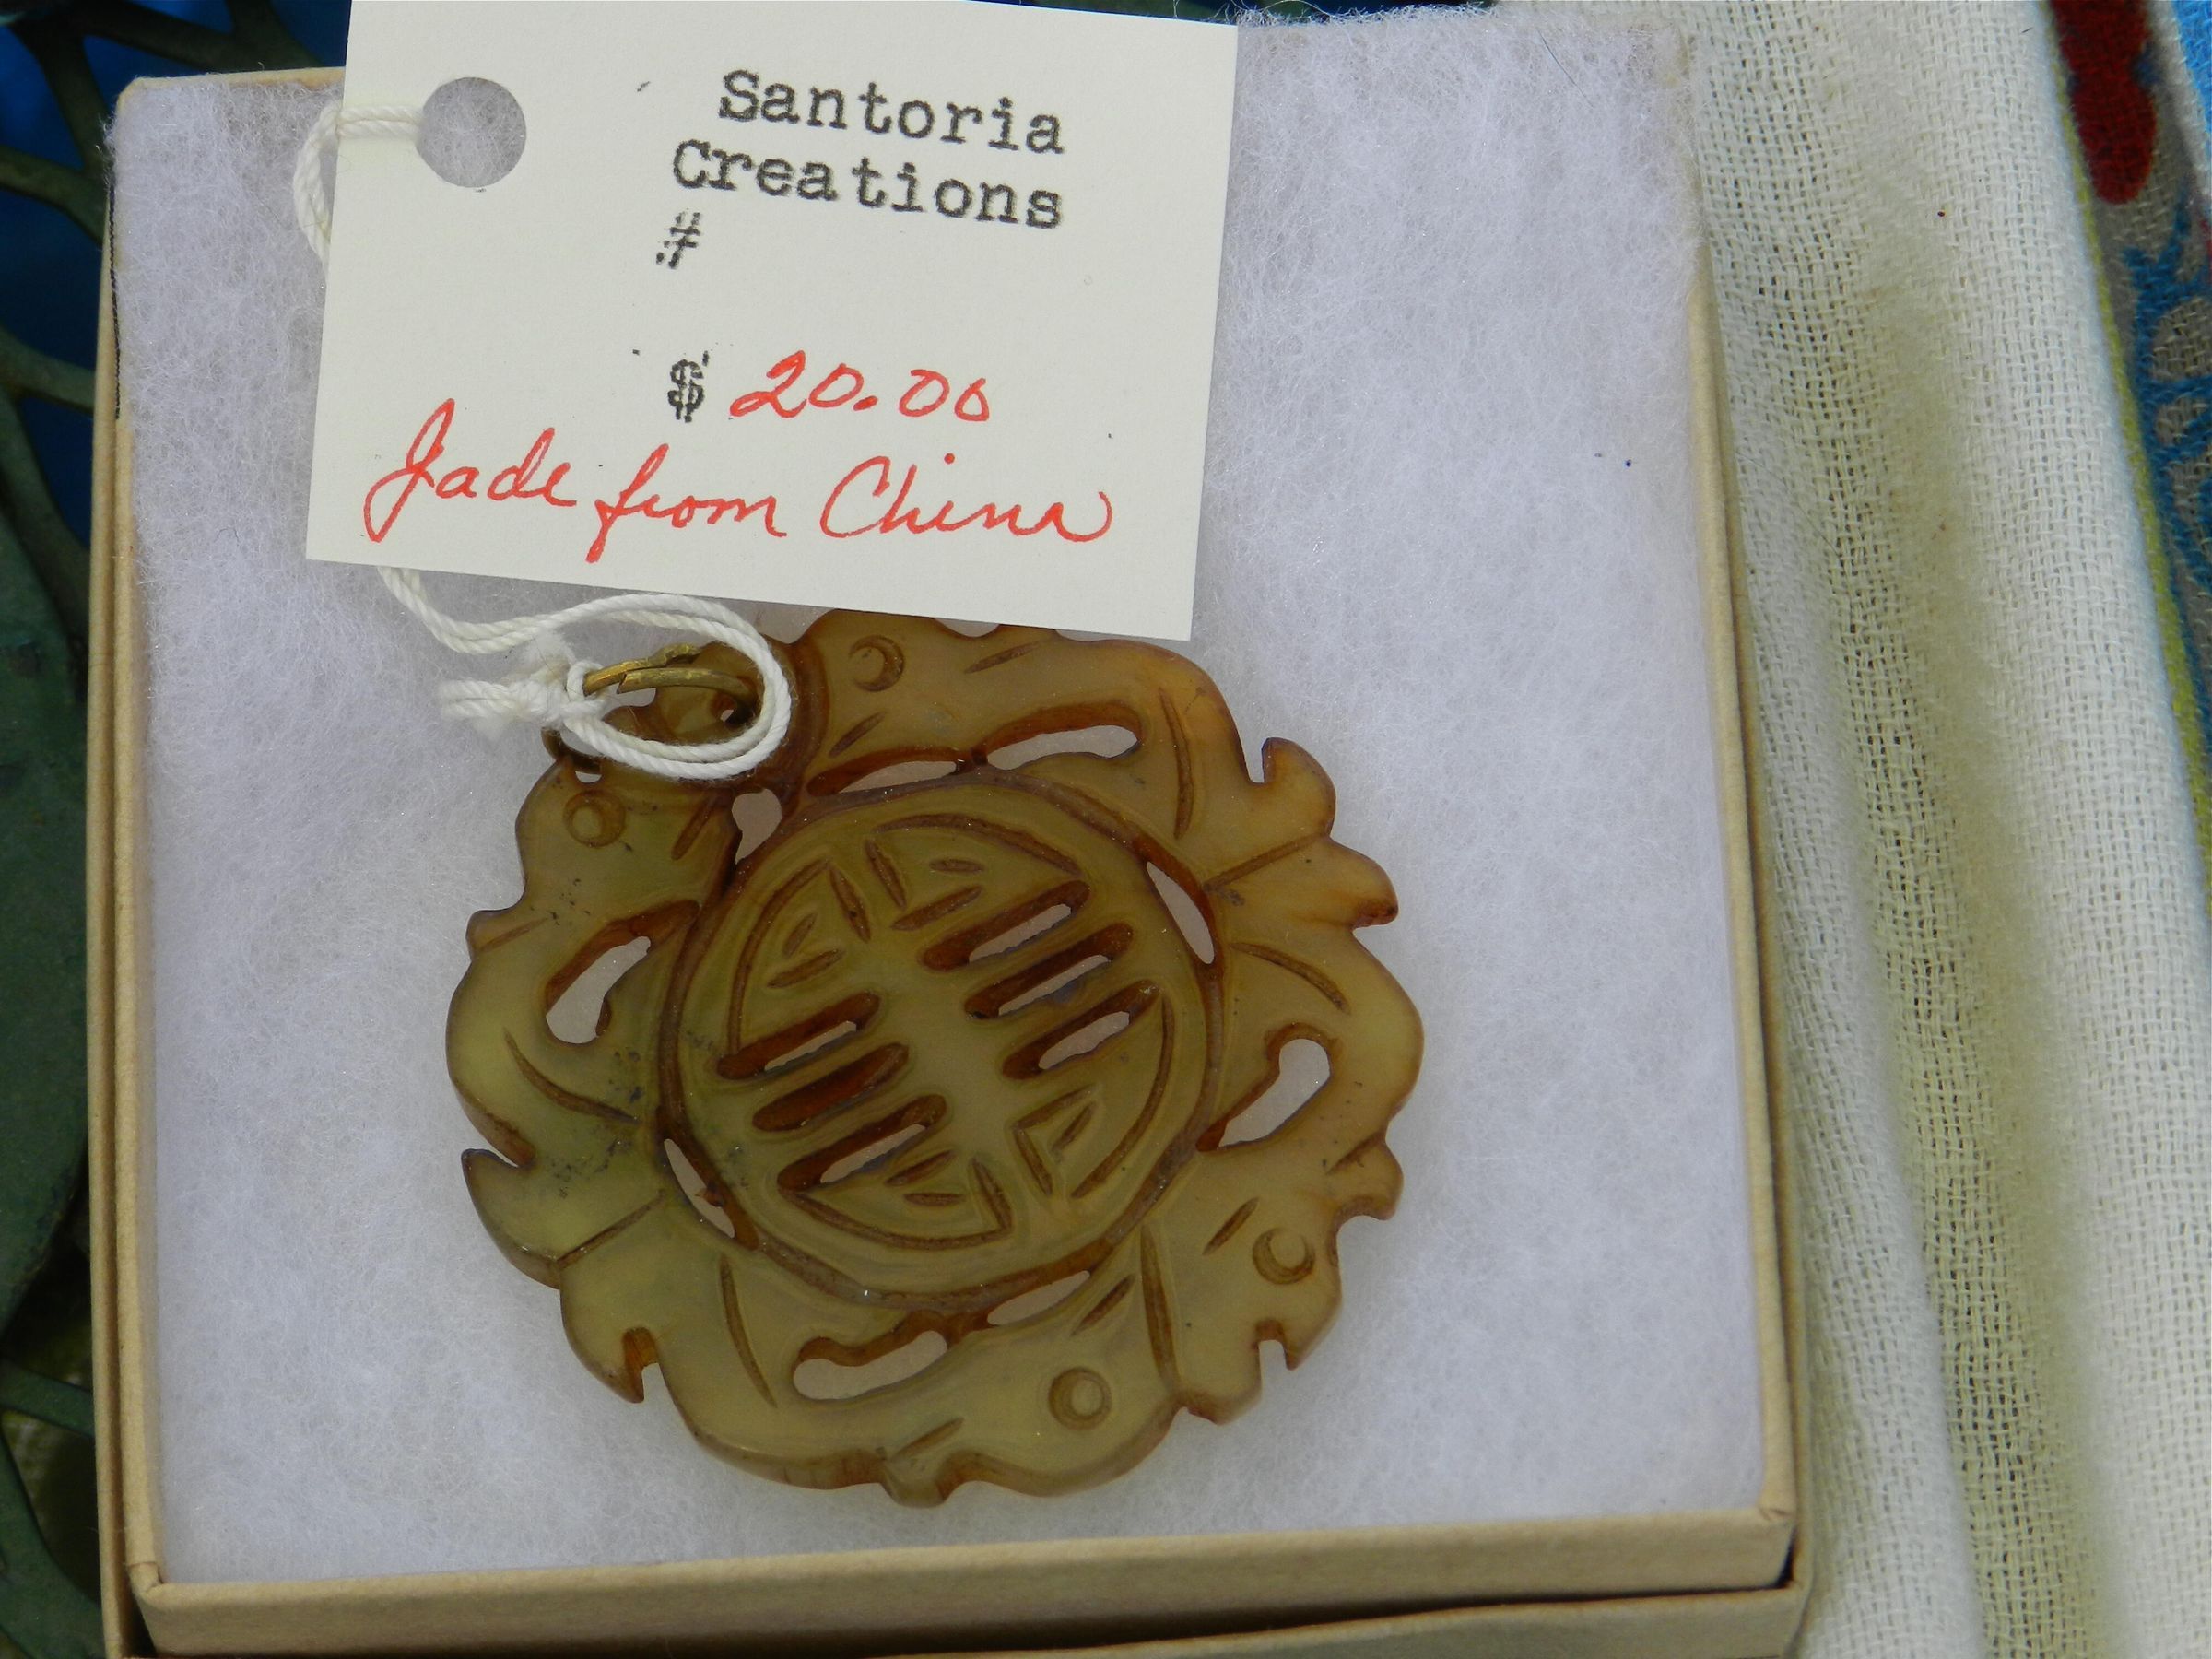 Santoria
Creations
#
$ 20.00
Jade from China